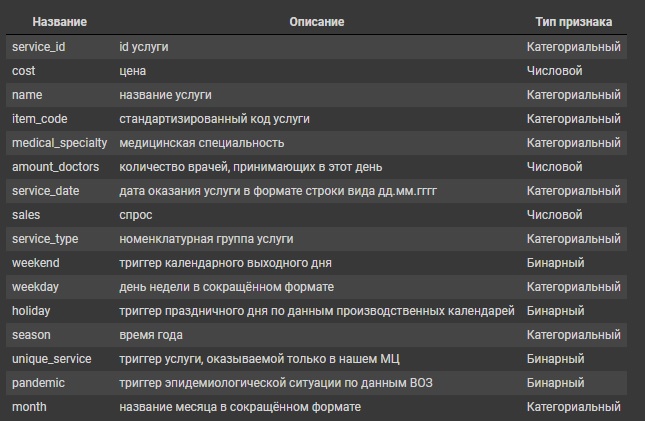 Название Описание Тип признака
service_id id услуги Категориальный
cost цена Числовой
name название услуги Категориальный
item_code стандартизированный код услуги Категориальный
medical_specialty медицинская специальность Категориальный
amount_doctors количество врачей, принимающих в этот день Числовой
service_date дата оказания услуги в формате строки вида дд.мм.гггг Категориальный
sales спрос Числовой
service_type номенклатурная группа услуги Категориальный
weekend триггер календарного выходного дня Бинарный
weekday день недели в сокращённом формате Категориальный
holiday триггер праздничного дня по данным производственных календарей Бинарный
season время года Категориальный
unique_service триггер услуги, оказываемой только в нашем МЦ Бинарный
pandemic триггер эпидемиологической ситуации по данным ВОЗ Бинарный
month название месяца в сокращённом формате Категориальный